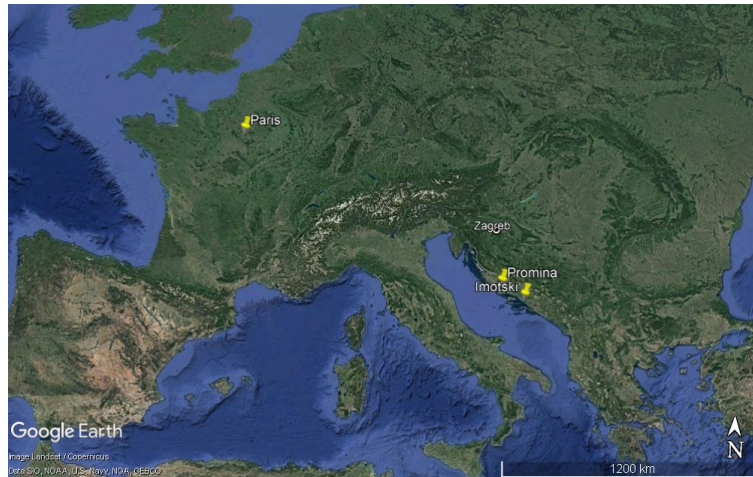 Paris
Zagreb
Promina
Imotski
Google Earth
N
Image Landsat / Copernicus
Data SIO, NOAA, U.S. Navy, NGA, GEBCO
1200 km